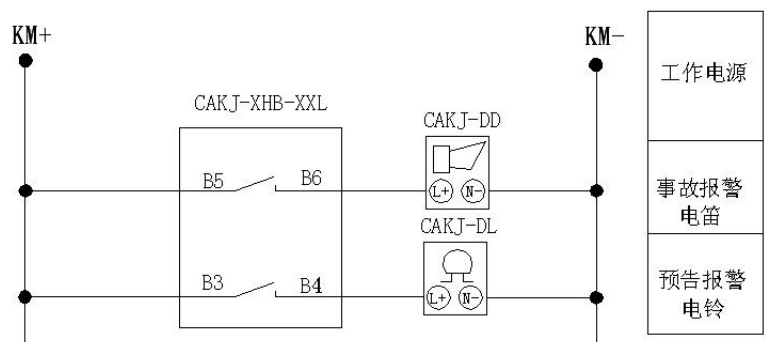 KM+
KM-
工作电源
CAKJ-XHB-XXL
CAKJ-DD
B5
B6
L+
N-
事故报警
电笛
CAKJ-DL
B3
B4
L+
N-
预告报警
电铃